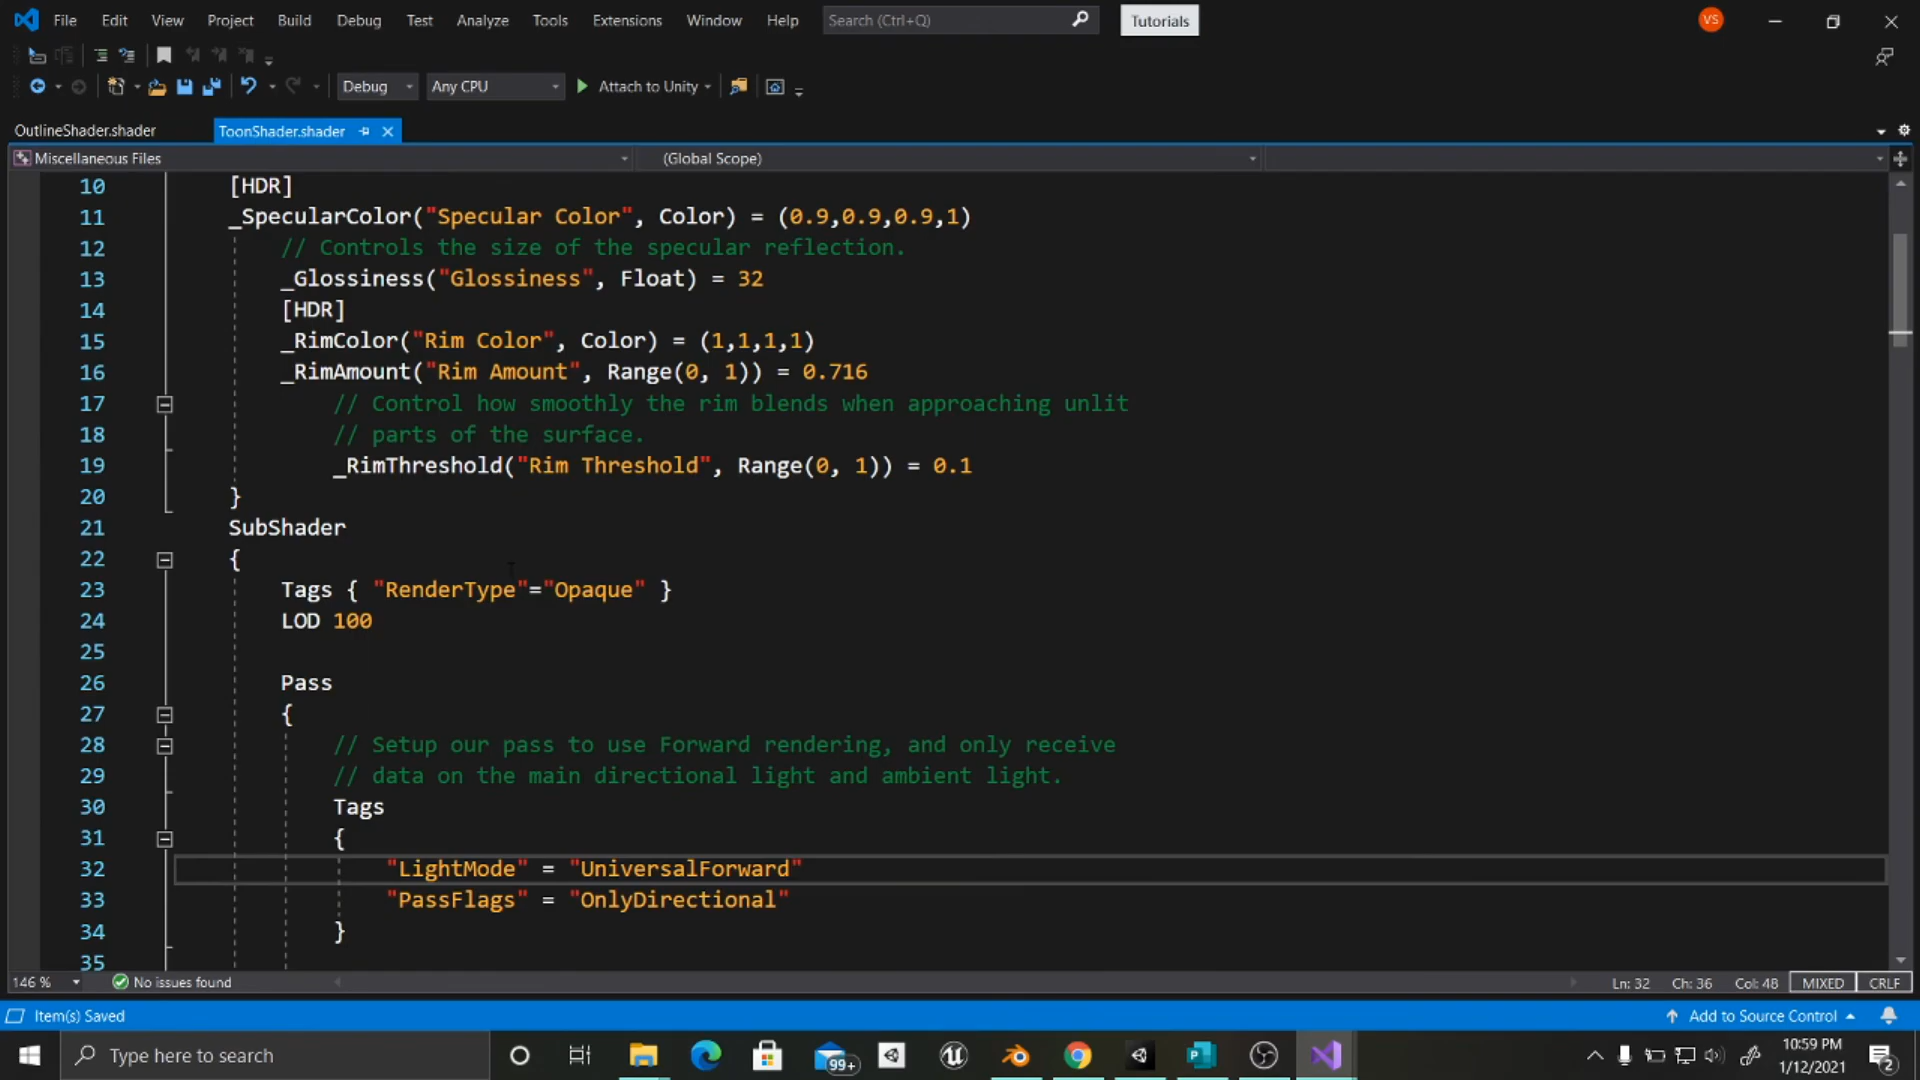 File Edit View Project Build Debug Test Analyze Tools Extensions Window Help Search (Ctrl+Q) Tutorials VS
Debug Any CPU Attach to Unity
OutlineShader.shader ToonShader.shader
Miscellaneous Files (Global Scope)
10 [HDR]
11 _SpecularColor("Specular Color", Color) = (0.9,0.9,0.9,1)
12 // Controls the size of the specular reflection.
13 _Glossiness("Glossiness", Float) = 32
14 [HDR]
15 _RimColor("Rim Color", Color) = (1,1,1,1)
16 _RimAmount("Rim Amount", Range(0, 1)) = 0.716
17 // Control how smoothly the rim blends when approaching unlit
18 // parts of the surface.
19 _RimThreshold("Rim Threshold", Range(0, 1)) = 0.1
20 }
21 SubShader
22 {
23 Tags { "RenderType"="Opaque" }
24 LOD 100
25
26 Pass
27 {
28 // Setup our pass to use Forward rendering, and only receive
29 // data on the main directional light and ambient light.
30 Tags
31 {
32 "LightMode" = "UniversalForward"
33 "PassFlags" = "OnlyDirectional"
34 }
35
146 % No issues found Ln: 32 Ch: 36 Col: 48 MIXED CRLF
Item(s) Saved Add to Source Control
Type here to search 99+ 10:59 PM
1/12/2021 2